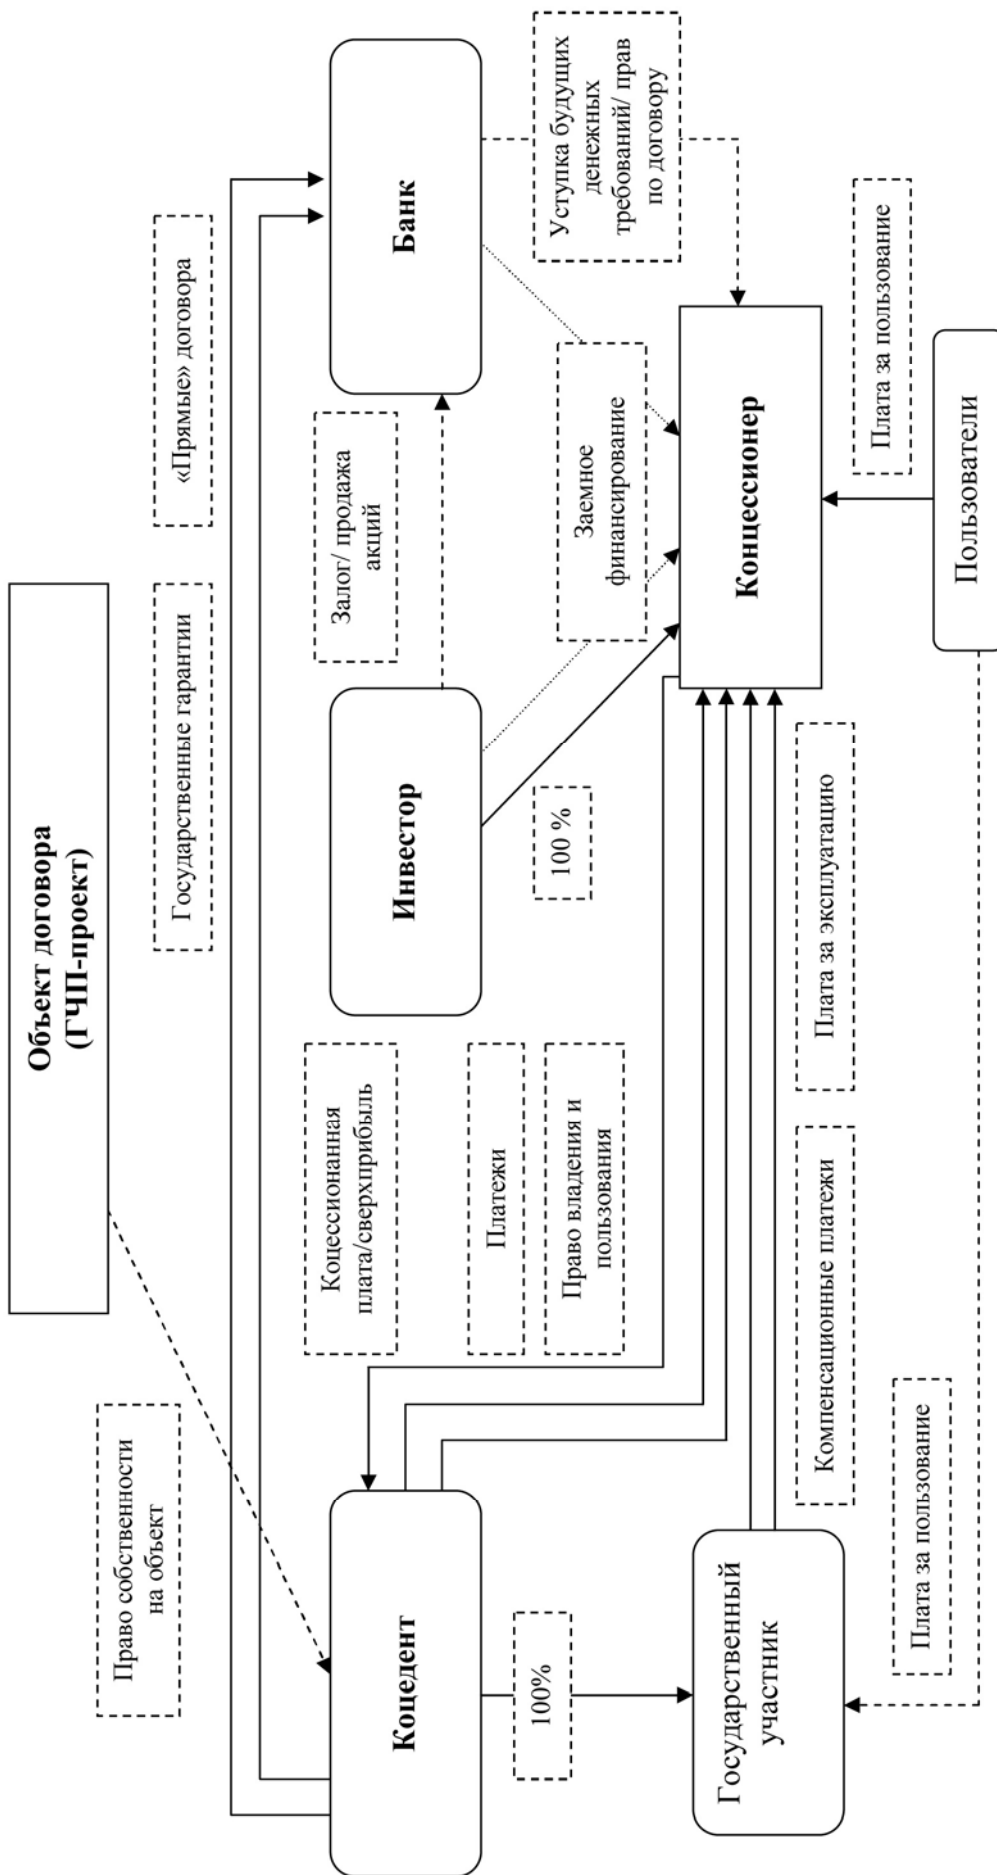 Объект договора
(ГЧП-проект)
Право собственности
на объект
Государственные гарантии
«Прямые» договора
Коцедент
Коцессионанная
плата/сверхприбыль
Инвестор
Залог/ продажа
акций
Банк
100%
Платежи
Право владения и
пользования
100 %
Заемное
финансирование
Уступка будущих
денежных
требований/ прав
по договору
Государственный
участник
Концессионер
Компенсационные платежи
Плата за эксплуатацию
Плата за пользование
Плата за пользование
Пользователи